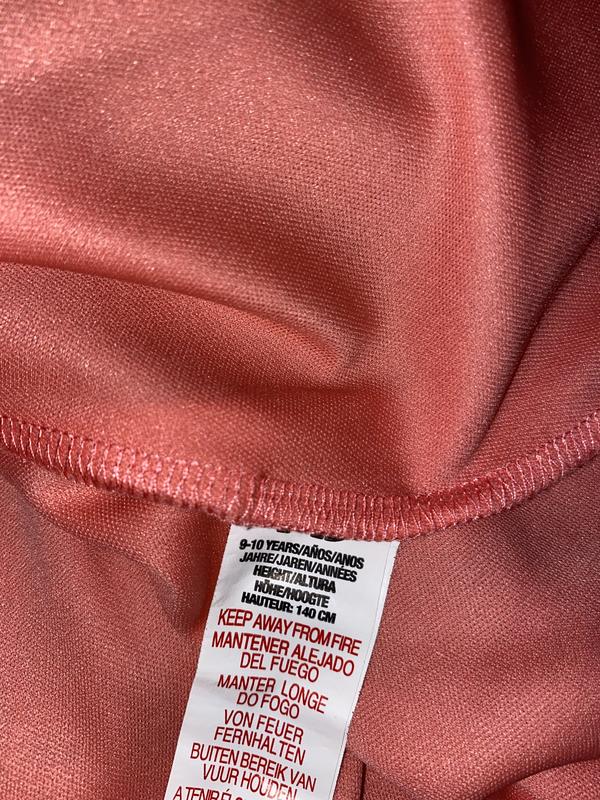 9-10 YEARS/AÑOS/ANOS
JAHRE/JAREN/ANNÉES
HEIGHT/ALTURA
HÖHE/HOOGTE
HAUTEUR: 140 CM
KEEP AWAY FROM FIRE
MANTENER ALEJADO
DEL FUEGO
MANTER LONGE
DO FOGO
VON FEUER
FERNHALTEN
BUITEN BEREIK VAN
VUUR HOUDEN
A TENIR